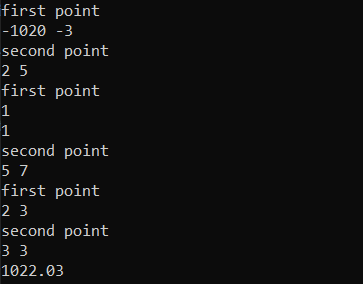 first point
-1020 -3
second point
2 5
first point
1
1
second point
5 7
first point
2 3
second point
3 3
1022.03